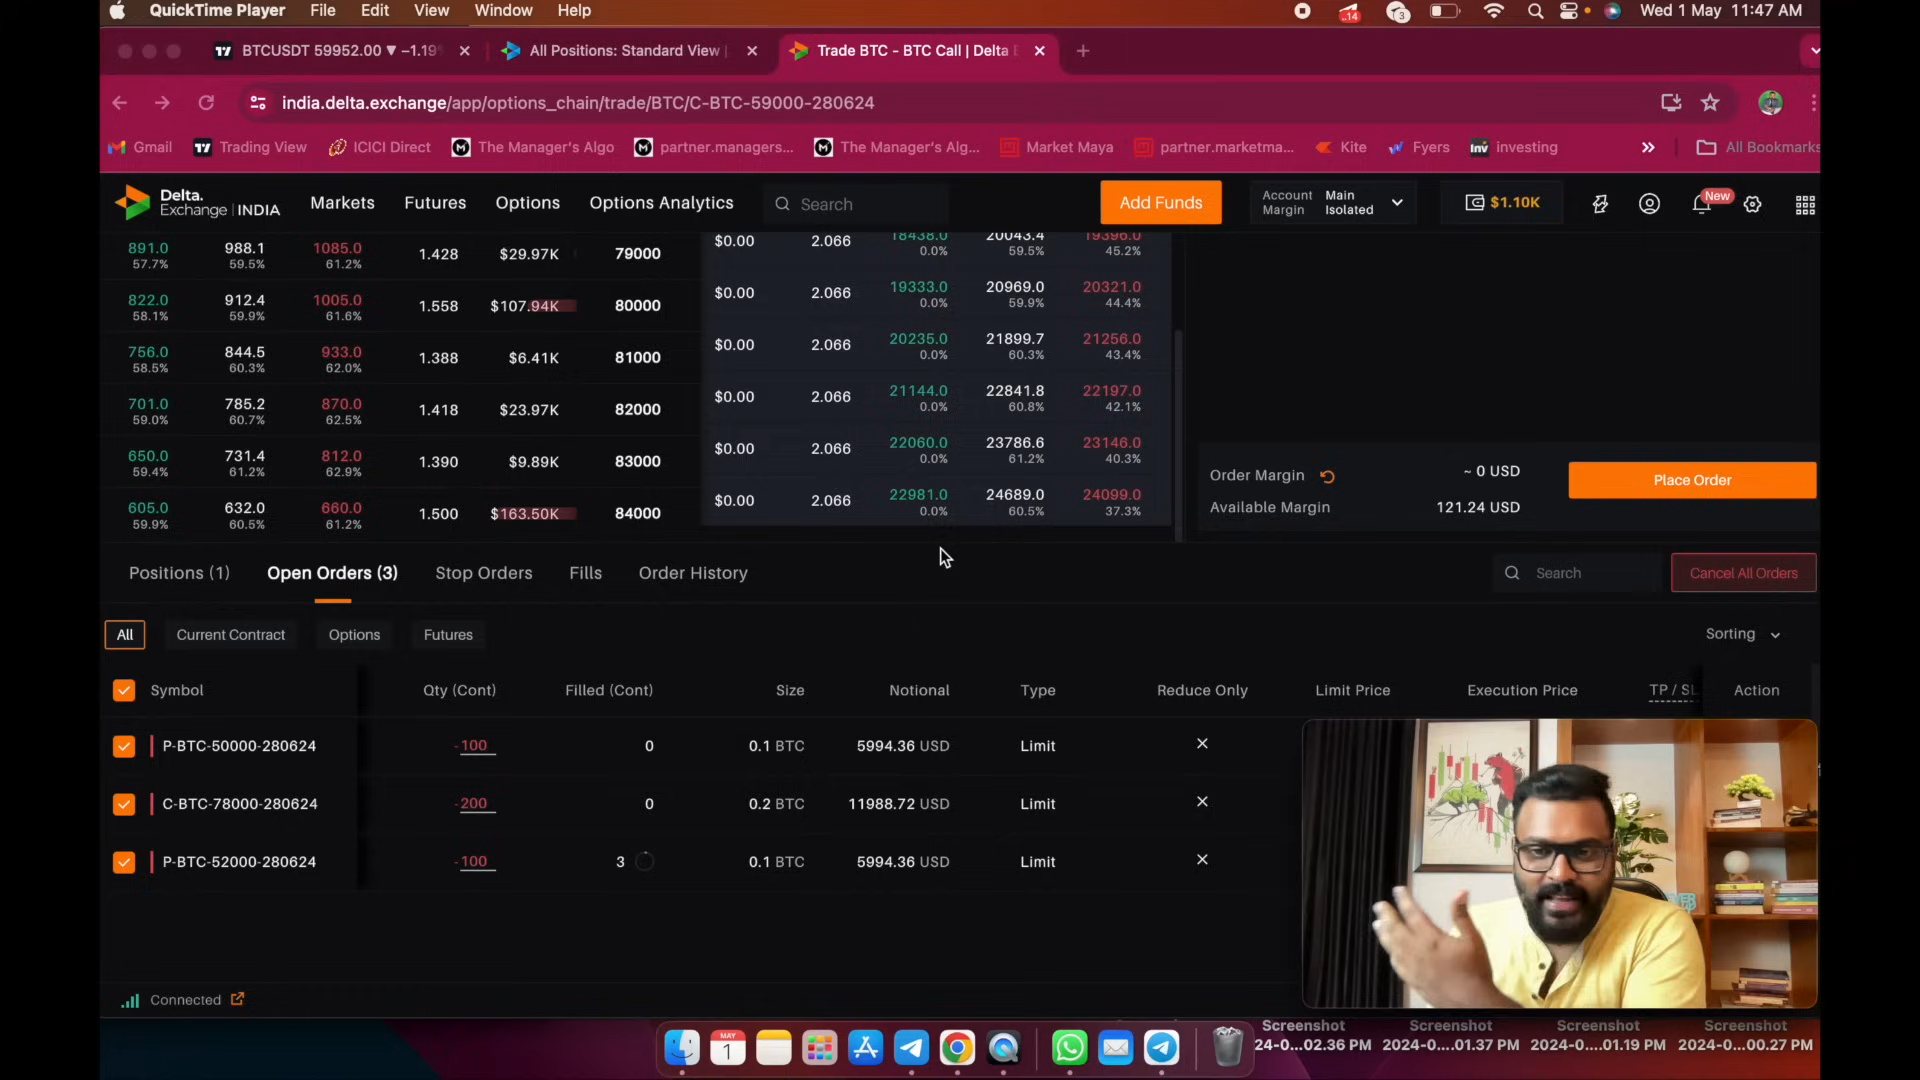 QuickTime Player File Edit View Window Help 14 3 Wed 1 May 11:47 AM
BTCUSDT 59952.00 ▼ −1.19% × All Positions: Standard View | × Trade BTC - BTC Call | Delta × +
india.delta.exchange/app/options_chain/trade/BTC/C-BTC-59000-280624
Gmail Trading View ICICI Direct The Manager's Algo partner.managers... The Manager's Alg... Market Maya partner.marketma... Kite Fyers investing » All Bookmarks
Delta. Exchange | INDIA Markets Futures Options Options Analytics Search Add Funds Account Margin Main Isolated $1.10K New
891.0 988.1 1085.0 1.428 $29.97K 79000 $0.00 2.066 18438.0 20043.4 19396.0
57.7% 59.5% 61.2% 0.0% 59.5% 45.2%
822.0 912.4 1005.0 1.558 $107.94K 80000 $0.00 2.066 19333.0 20969.0 20321.0
58.1% 59.9% 61.6% 0.0% 59.9% 44.4%
756.0 844.5 933.0 1.388 $6.41K 81000 $0.00 2.066 20235.0 21899.7 21256.0
58.5% 60.3% 62.0% 0.0% 60.3% 43.4%
701.0 785.2 870.0 1.418 $23.97K 82000 $0.00 2.066 21144.0 22841.8 22197.0
59.0% 60.7% 62.5% 0.0% 60.8% 42.1%
650.0 731.4 812.0 1.390 $9.89K 83000 $0.00 2.066 22060.0 23786.6 23146.0
59.4% 61.2% 62.9% 0.0% 61.2% 40.3%
605.0 632.0 660.0 1.500 $163.50K 84000 $0.00 2.066 22981.0 24689.0 24099.0
59.9% 60.5% 61.2% 0.0% 60.5% 37.3%
Order Margin ~ 0 USD Place Order
Available Margin 121.24 USD
Positions (1) Open Orders (3) Stop Orders Fills Order History Search Cancel All Orders
All Current Contract Options Futures Sorting
Symbol Qty (Cont) Filled (Cont) Size Notional Type Reduce Only Limit Price Execution Price TP / SL Action
P-BTC-50000-280624 -100 0 0.1 BTC 5994.36 USD Limit ×
C-BTC-78000-280624 -200 0 0.2 BTC 11988.72 USD Limit ×
P-BTC-52000-280624 -100 3 0.1 BTC 5994.36 USD Limit ×
Connected
MAY 1
Screenshot Screenshot Screenshot Screenshot
24-0...02.36 PM 2024-0....01.37 PM 2024-0....01.19 PM 2024-0....00.27 PM